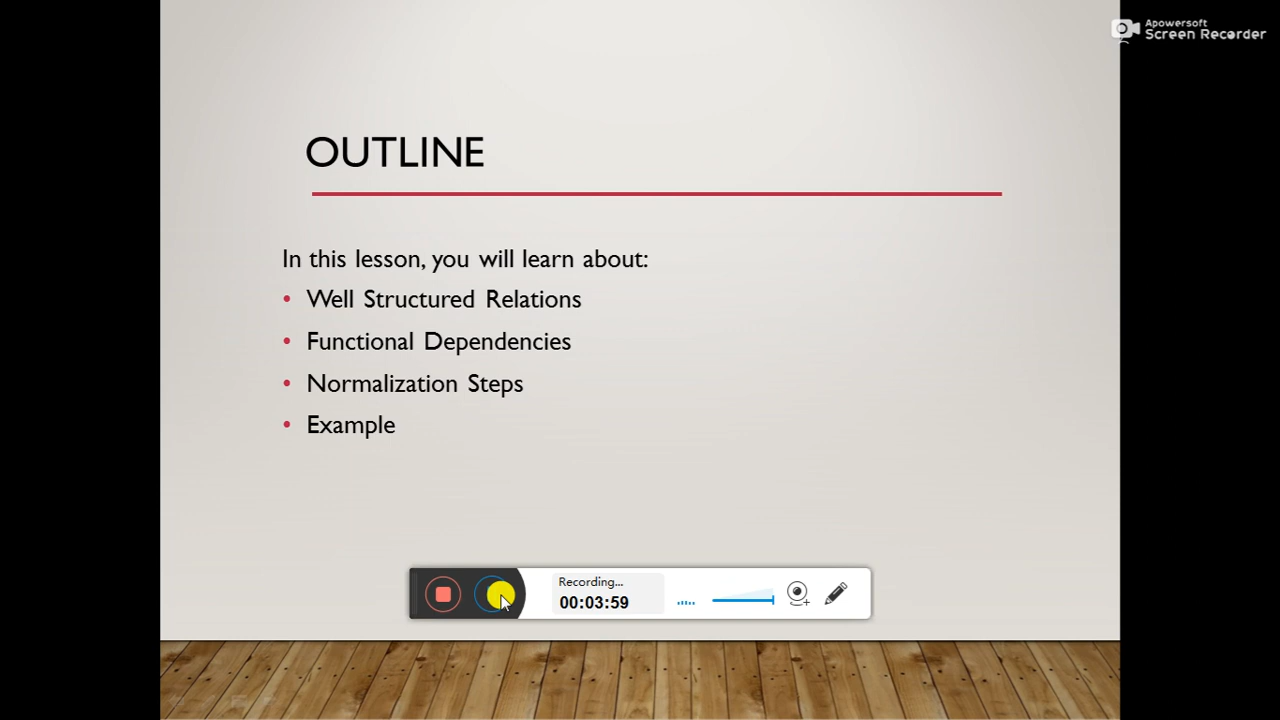 Apowersoft
Screen Recorder
OUTLINE
In this lesson, you will learn about:
• Well Structured Relations
• Functional Dependencies
• Normalization Steps
• Example
Recording...
00:03:59